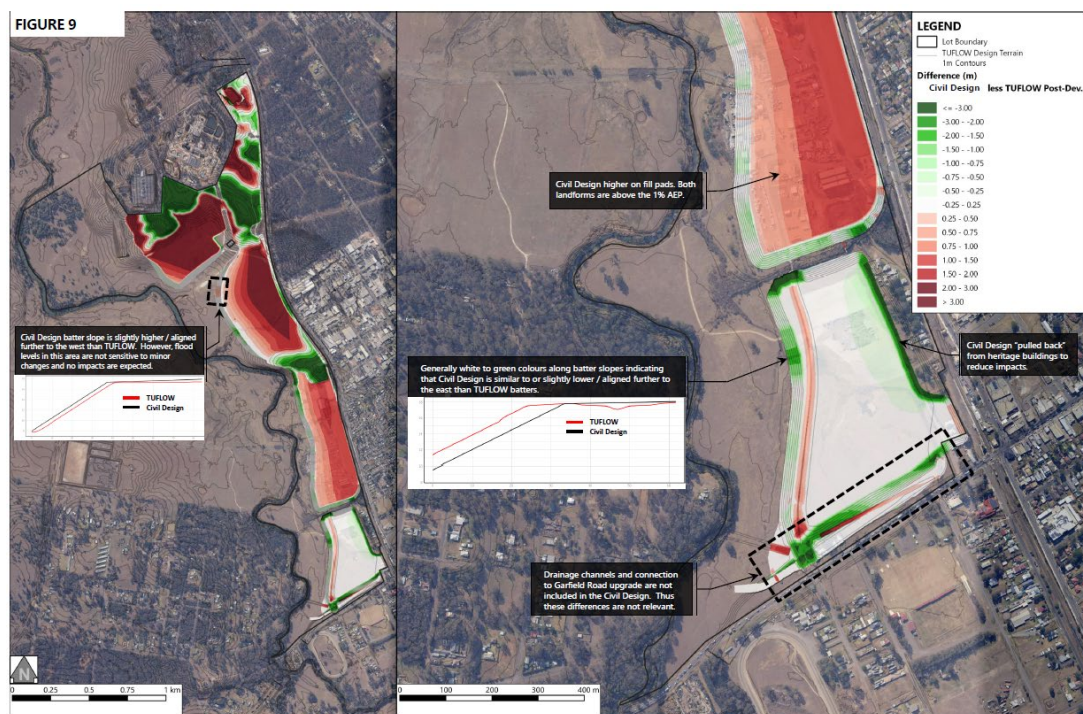 FIGURE 9
LEGEND
Lot Boundary
TUFLOW Design Terrain
1m Contours
Difference (m)
Civil Design less TUFLOW Post-Dev.
<= -3.00
-3.00 - -2.00
-2.00 - -1.50
-1.50 - -1.00
-1.00 - -0.75
-0.75 - -0.50
-0.50 - -0.25
-0.25 - 0.25
0.25 - 0.50
0.50 - 0.75
0.75 - 1.00
1.00 - 1.50
1.50 - 2.00
2.00 - 3.00
> 3.00
Civil Design higher on fill pads. Both
landforms are above the 1% AEP.
Civil Design batter slope is slightly higher / aligned
further to the west than TUFLOW. However, flood
levels in this area are not sensitive to minor
changes and no impacts are expected.
TUFLOW
Civil Design
Generally white to green colours along batter slopes indicating
that Civil Design is similar to or slightly lower / aligned further to
the east than TUFLOW batters.
TUFLOW
Civil Design
Civil Design "pulled back"
from heritage buildings to
reduce impacts.
Drainage channels and connection
to Garfield Road upgrade are not
included in the Civil Design. Thus
these differences are not relevant.
N
0 0.25 0.5 0.75 1 km
0 100 200 300 400 m